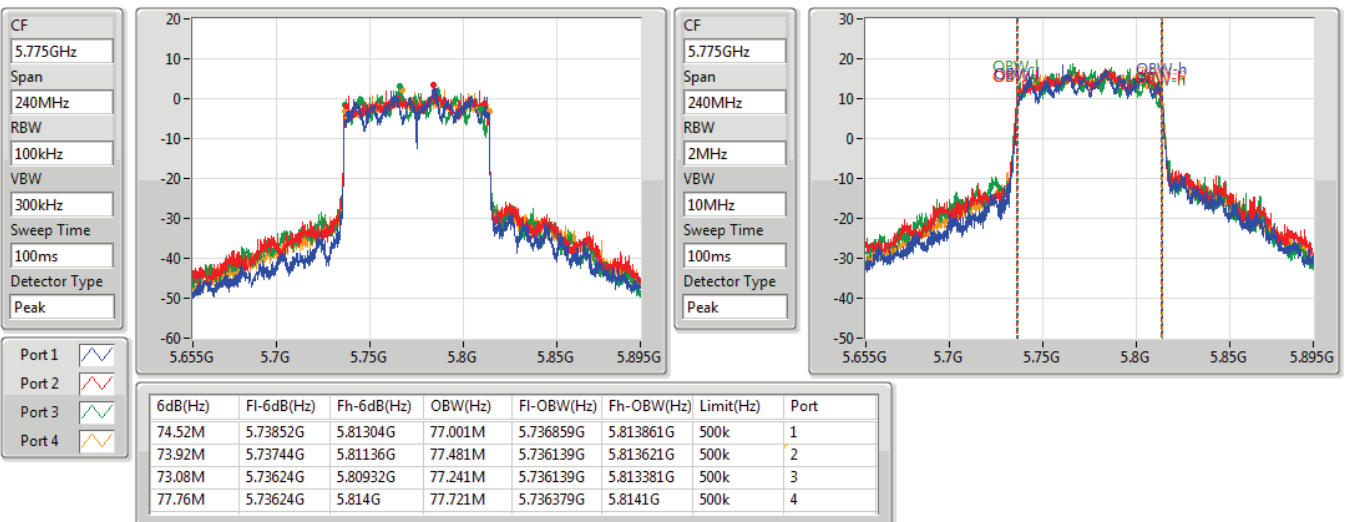 CF
5.775GHz
Span
240MHz
RBW
100kHz
VBW
300kHz
Sweep Time
100ms
Detector Type
Peak
20
10
0
-10
-20
-30
-40
-50
-60
5.655G 5.7G 5.75G 5.8G 5.85G 5.895G
CF
5.775GHz
Span
240MHz
RBW
2MHz
VBW
10MHz
Sweep Time
100ms
Detector Type
Peak
30
20
10
0
-10
-20
-30
-40
-50
OBW-l OBW-h
5.655G 5.7G 5.75G 5.8G 5.85G 5.895G
Port 1
Port 2
Port 3
Port 4
6dB(Hz) Fl-6dB(Hz) Fh-6dB(Hz) OBW(Hz) Fl-OBW(Hz) Fh-OBW(Hz) Limit(Hz) Port
74.52M 5.73852G 5.81304G 77.001M 5.736859G 5.813861G 500k 1
73.92M 5.73744G 5.81136G 77.481M 5.736139G 5.813621G 500k 2
73.08M 5.73624G 5.80932G 77.241M 5.736139G 5.813381G 500k 3
77.76M 5.73624G 5.814G 77.721M 5.736379G 5.8141G 500k 4